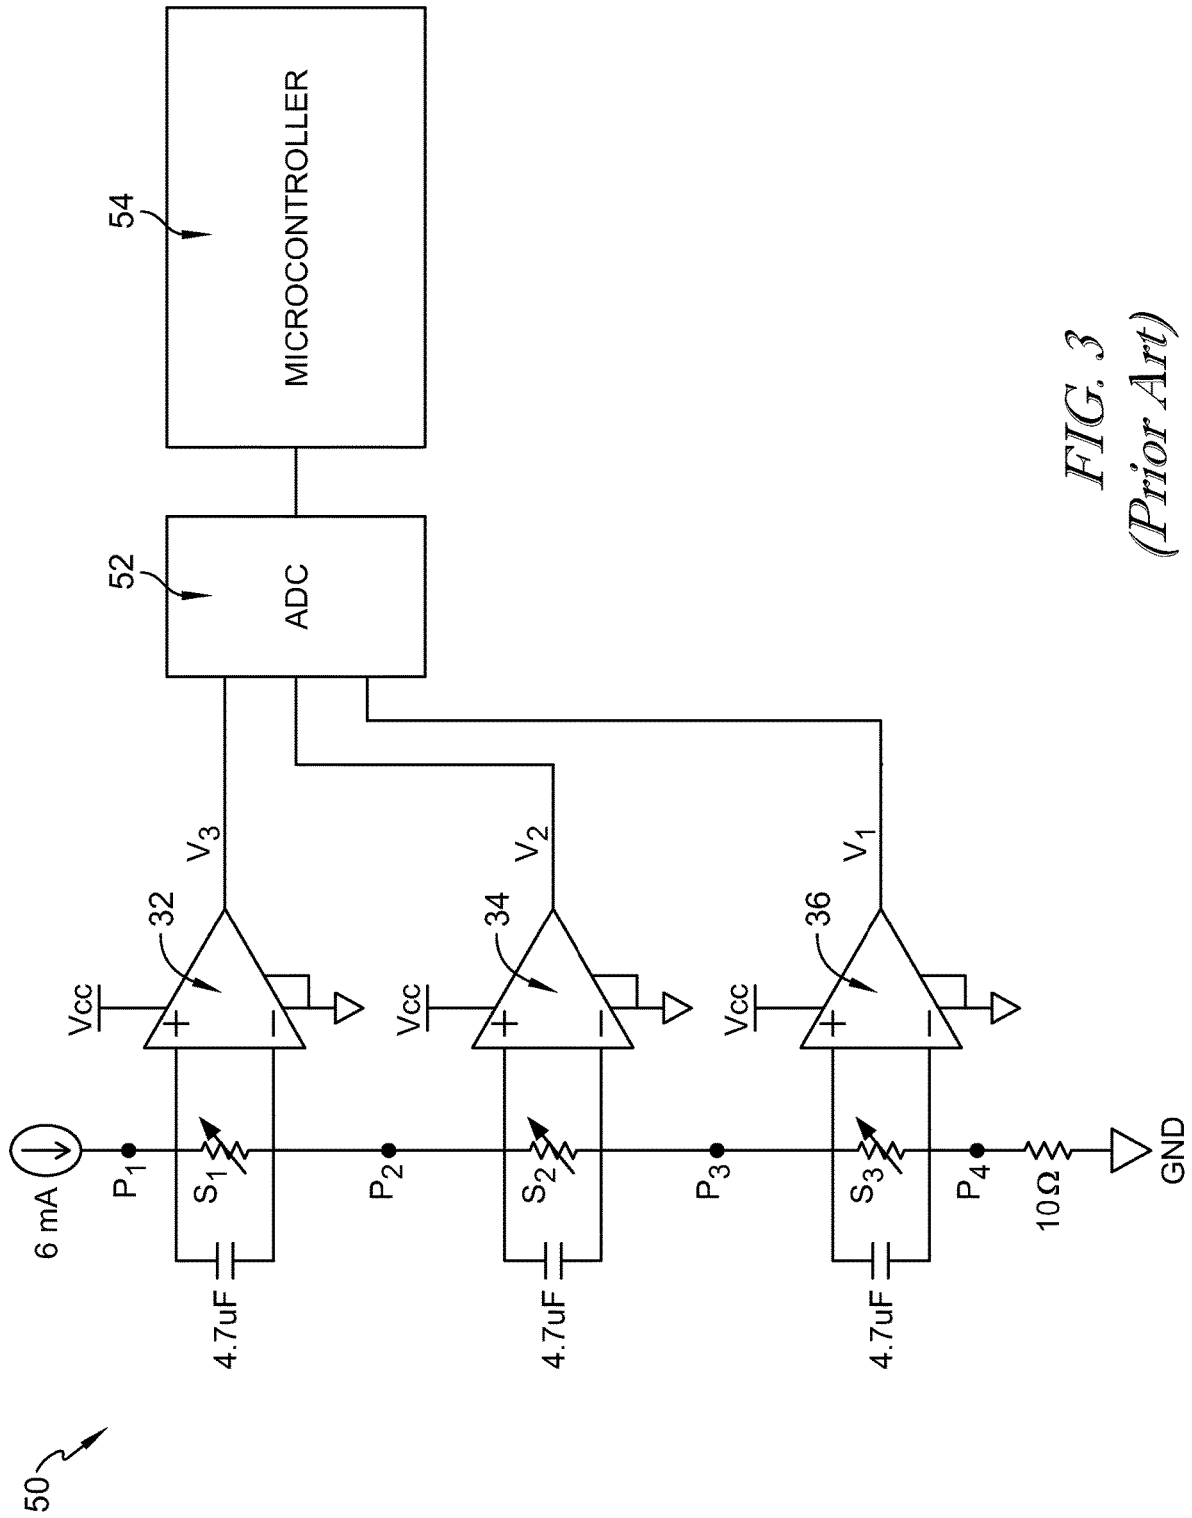 50
6 mA
P1
S1
4.7uF
P2
S2
4.7uF
P3
S3
4.7uF
P4
10Ω
GND
Vcc
+
−
32
V3
Vcc
+
−
34
V2
Vcc
+
−
36
V1
52
ADC
54
MICROCONTROLLER
FIG. 3
(Prior Art)